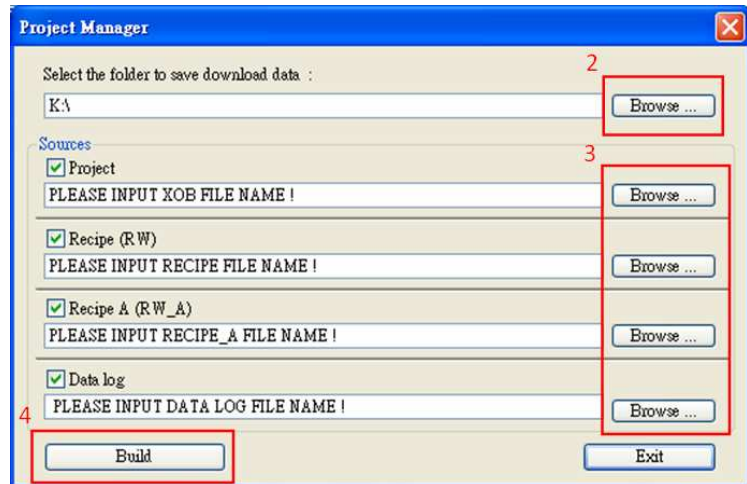 Project Manager
Select the folder to save download data :
2
K:\
Browse ...
Sources
3
Project
PLEASE INPUT XOB FILE NAME !
Browse ...
Recipe (RW)
PLEASE INPUT RECIPE FILE NAME !
Browse ...
Recipe A (RW_A)
PLEASE INPUT RECIPE_A FILE NAME !
Browse ...
Data log
PLEASE INPUT DATA LOG FILE NAME !
Browse ...
4
Build
Exit